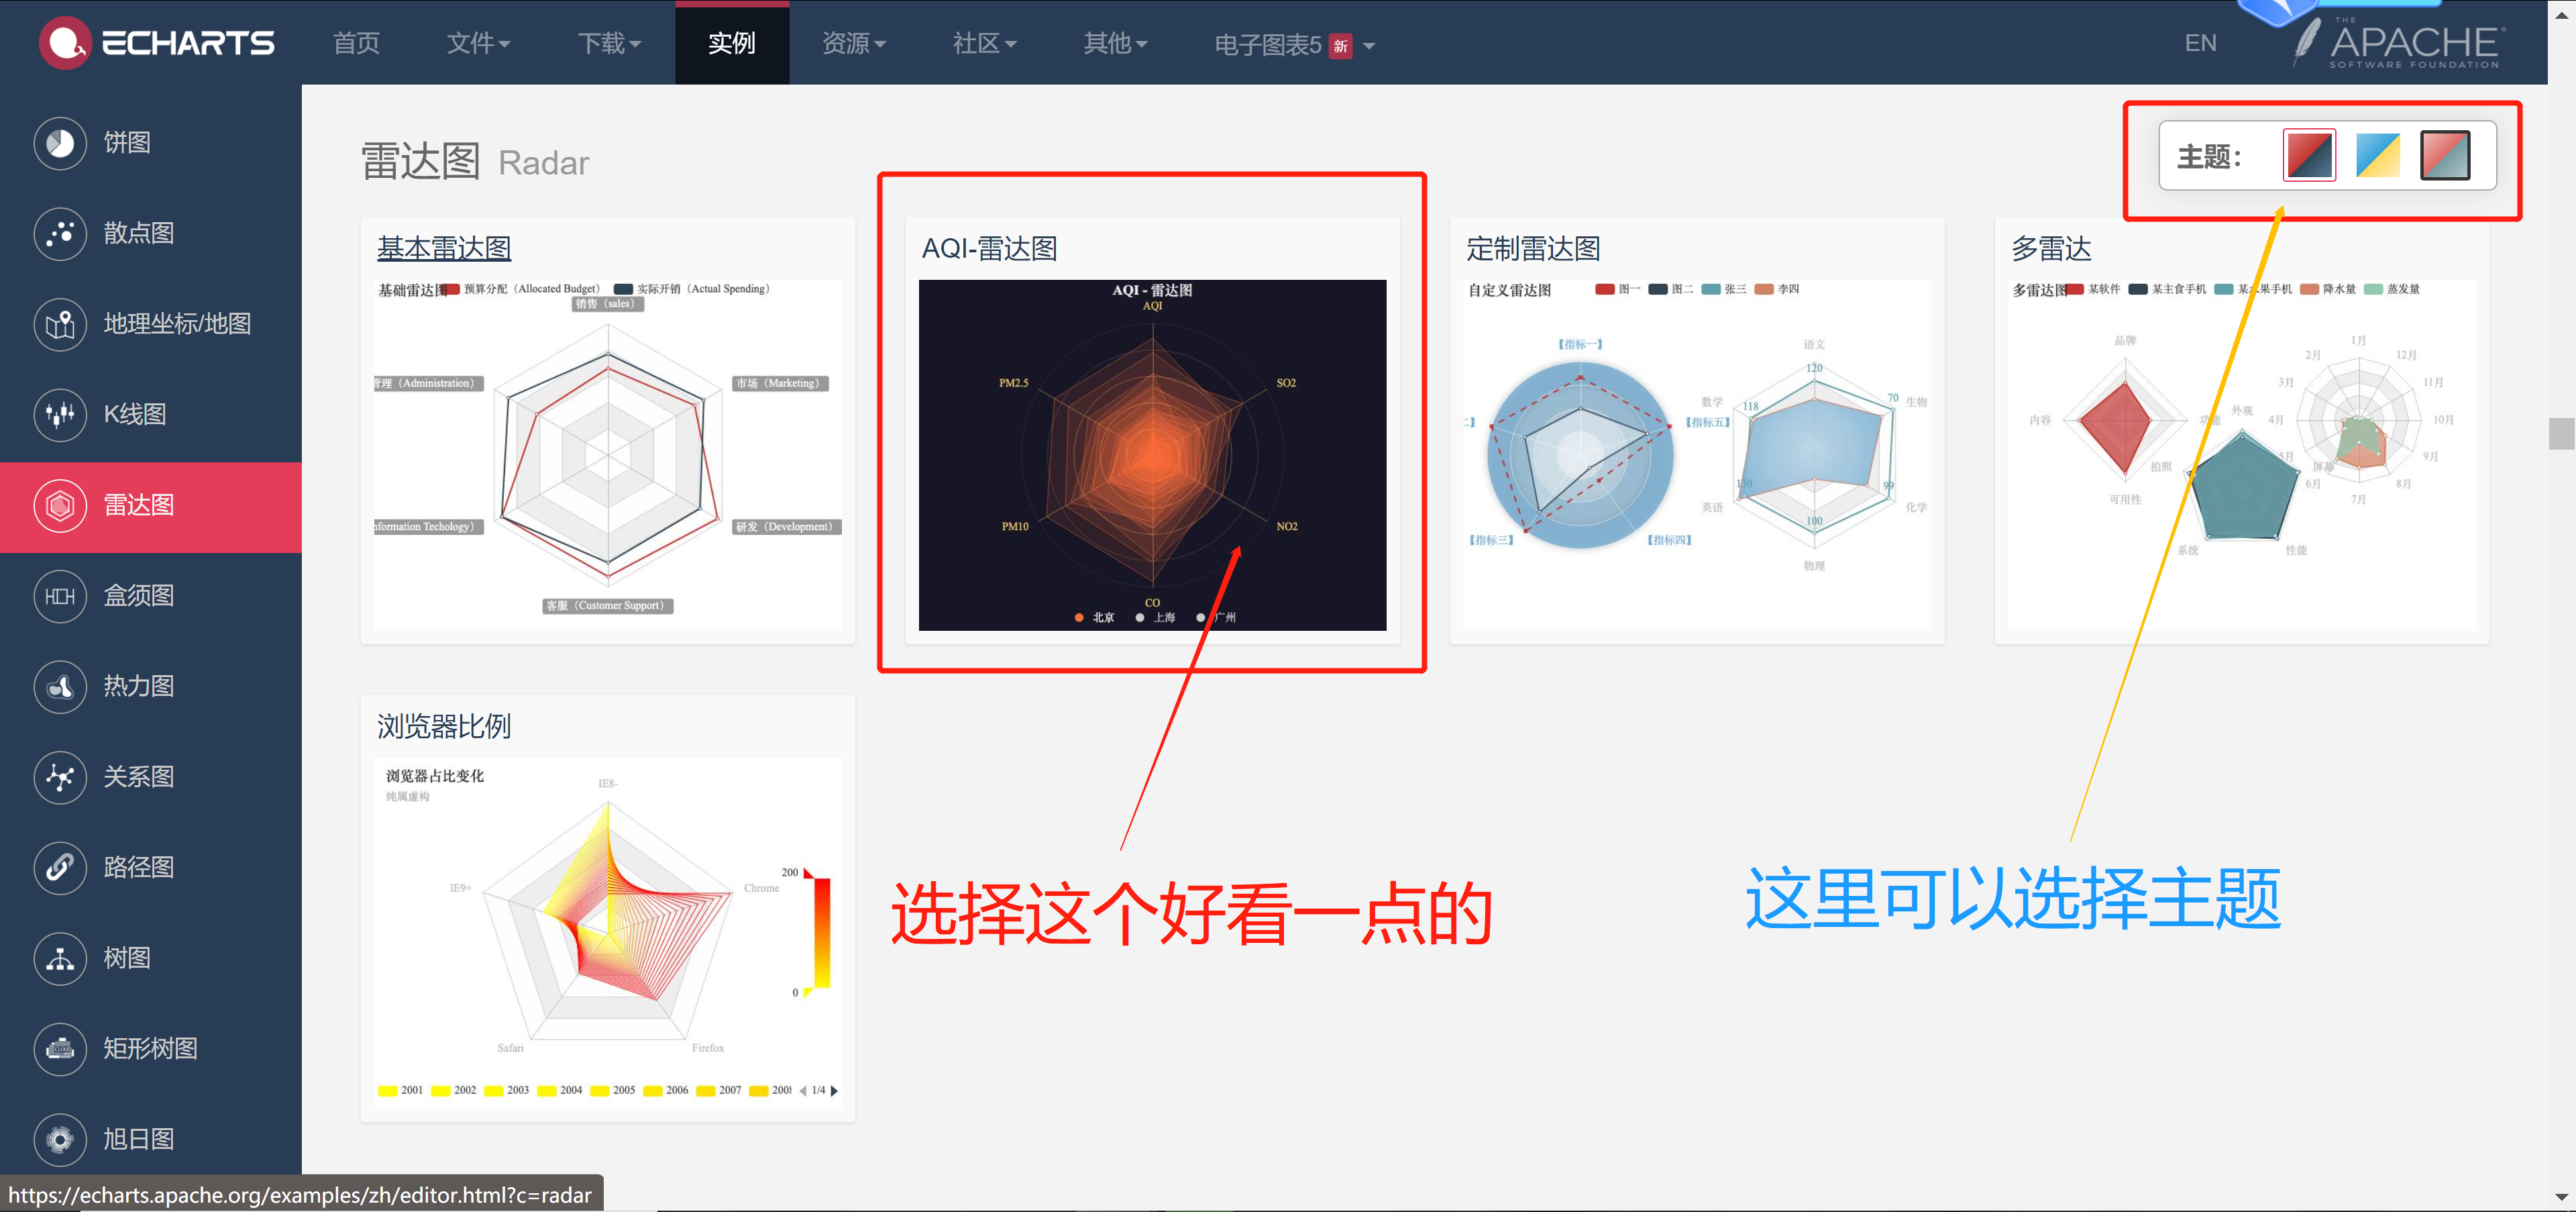 ECHARTS
首页
文件
下载
实例
资源
社区
其他
电子图表5 新
EN
THE
APACHE
SOFTWARE FOUNDATION
饼图
散点图
地理坐标/地图
K线图
雷达图
盒须图
热力图
关系图
路径图
树图
矩形树图
旭日图
雷达图 Radar
主题：
基本雷达图
基础雷达图
预算分配（Allocated Budget）
实际开销（Actual Spending）
销售（sales）
管理（Administration）
市场（Marketing）
nformation Techology）
研发（Development）
客服（Customer Support）
AQI-雷达图
AQI - 雷达图
AQI
PM2.5
SO2
PM10
NO2
CO
北京
上海
广州
定制雷达图
自定义雷达图
图一
图二
张三
李四
【指标一】
语文
120
数学
118
70
生物
二】
【指标五】
130
99
英语
化学
100
【指标三】
【指标四】
物理
多雷达
多雷达图
某软件
某主食手机
某水果手机
降水量
蒸发量
品牌
1月
2月
12月
3月
11月
外观
内容
功能
4月
10月
5月
9月
拍照
屏幕
6月
8月
可用性
7月
系统
性能
浏览器比例
浏览器占比变化
纯属虚构
IE8-
200
IE9+
Chrome
0
Safari
Firefox
2001 2002 2003 2004 2005 2006 2007 2008 1/4
选择这个好看一点的
这里可以选择主题
https://echarts.apache.org/examples/zh/editor.html?c=radar